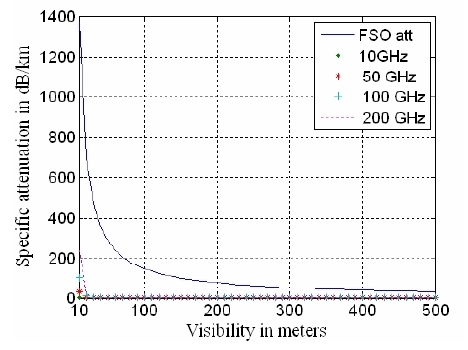 1400
1200
1000
800
600
400
200
0
Specific attenuation in dB/km
FSO att
10GHz
50 GHz
100 GHz
200 GHz
10 100 200 300 400 500
Visibility in meters